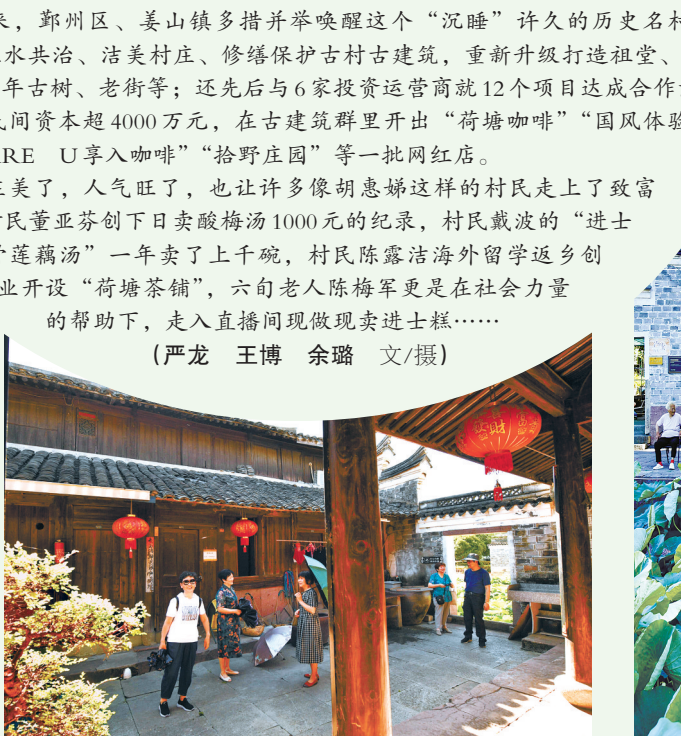 来，鄞州区、姜山镇多措并举唤醒这个“沉睡”许久的历史名村
水共治、洁美村庄、修缮保护古村古建筑，重新升级打造祖堂、
年古树、老街等；还先后与6家投资运营商就12个项目达成合作
间资本超4000万元，在古建筑群里开出“荷塘咖啡”“国风体验
RE U享入咖啡”“拾野庄园”等一批网红店。
美了，人气旺了，也让许多像胡惠娣这样的村民走上了致富
民董亚芬创下日卖酸梅汤1000元的纪录，村民戴波的“进士
莲藕汤”一年卖了上千碗，村民陈露洁海外留学返乡创
业开设“荷塘茶铺”，六旬老人陈梅军更是在社会力量
的帮助下，走入直播间现做现卖进士糕……
（严龙 王博 余璐 文/摄）